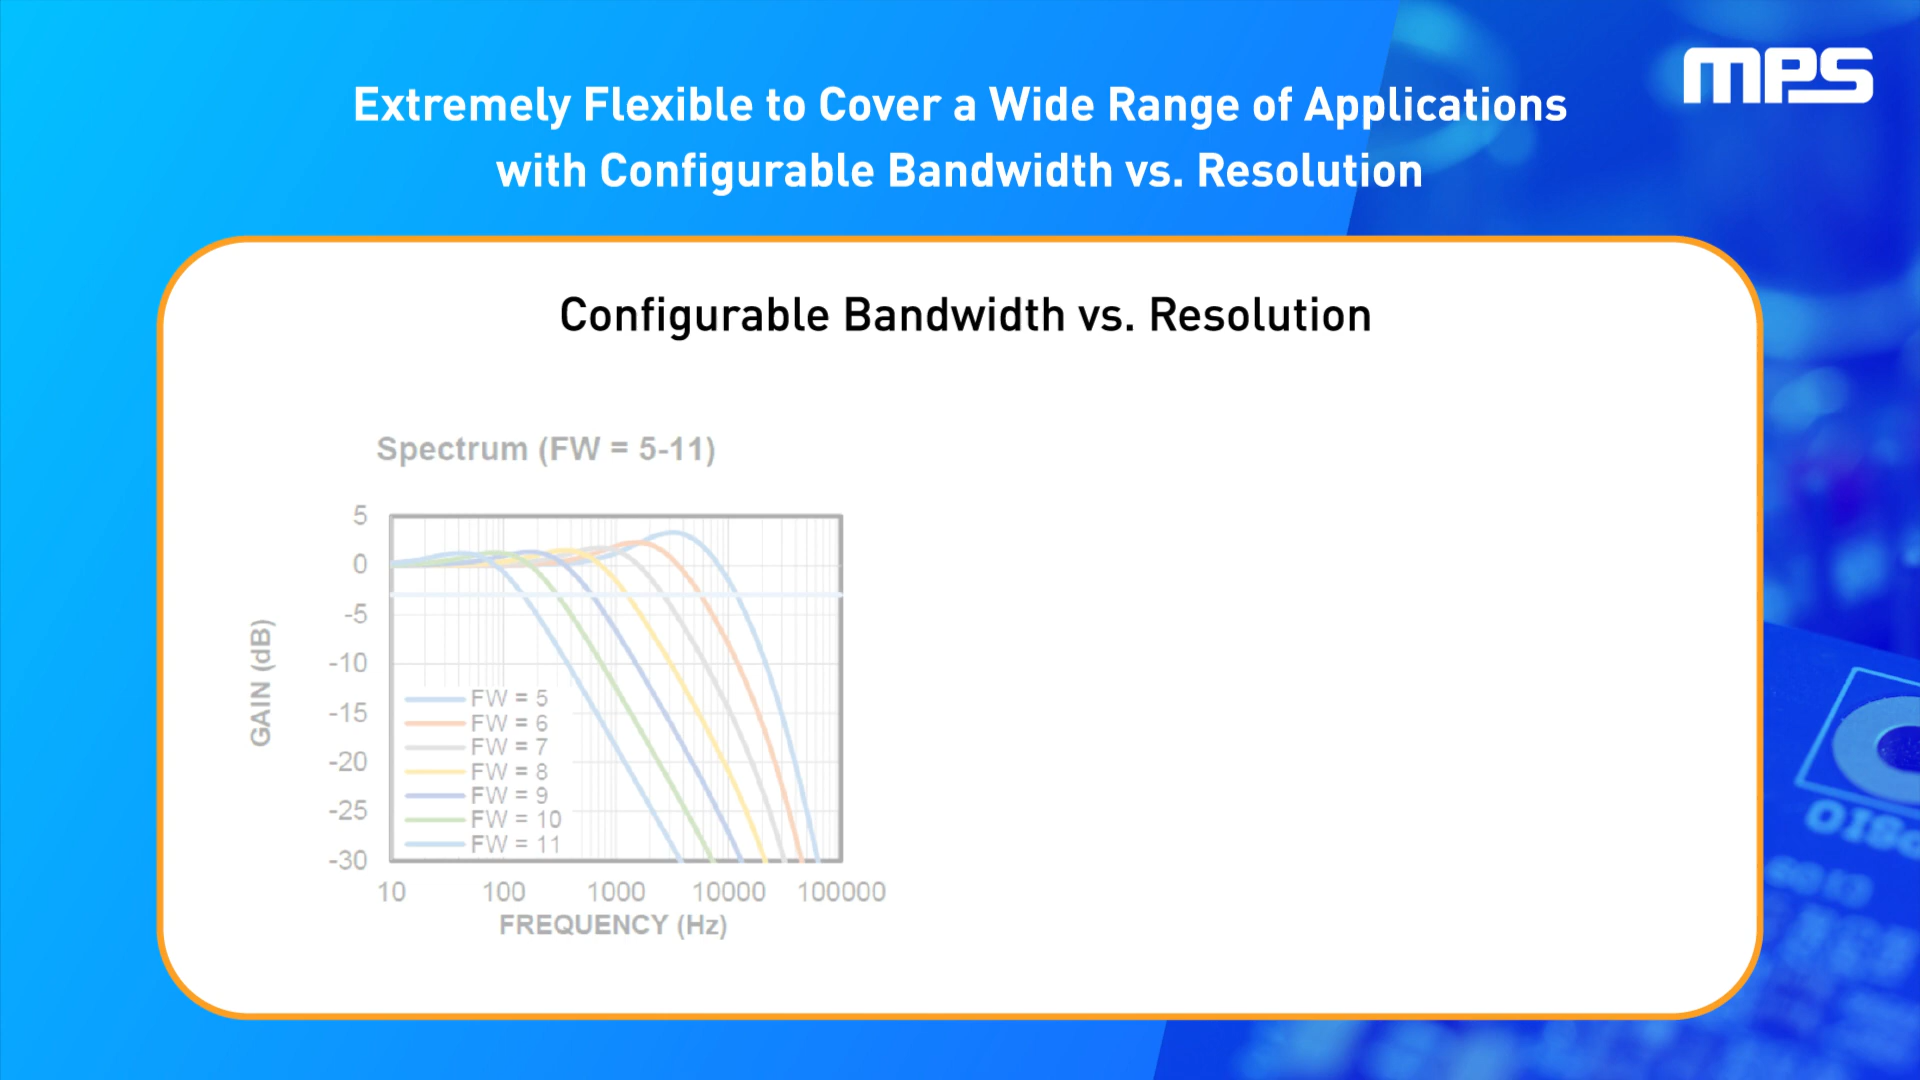 MPS
Extremely Flexible to Cover a Wide Range of Applications
with Configurable Bandwidth vs. Resolution
Configurable Bandwidth vs. Resolution
Spectrum (FW = 5-11)
GAIN (dB)
5
0
-5
-10
-15
-20
-25
-30
FW = 5
FW = 6
FW = 7
FW = 8
FW = 9
FW = 10
FW = 11
10 100 1000 10000 100000
FREQUENCY (Hz)